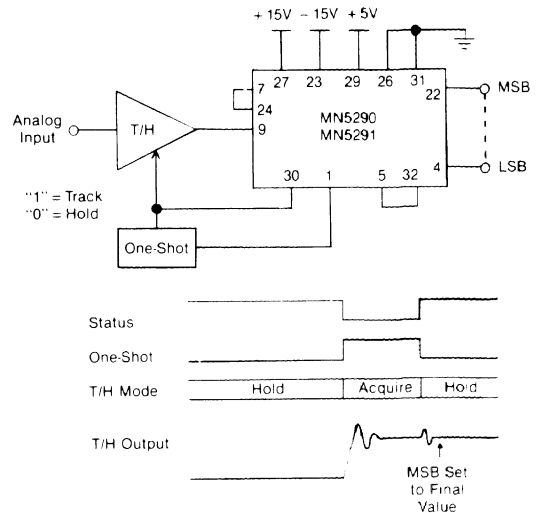 + 15V – 15V + 5V
27 23 29 26 31
7
24
9
22
4
MN5290
MN5291
30 1 5 32
MSB
LSB
Analog
Input
T/H
"1" = Track
"0" = Hold
One-Shot
Status
One-Shot
T/H Mode
Hold Acquire Hold
T/H Output
MSB Set
to Final
Value